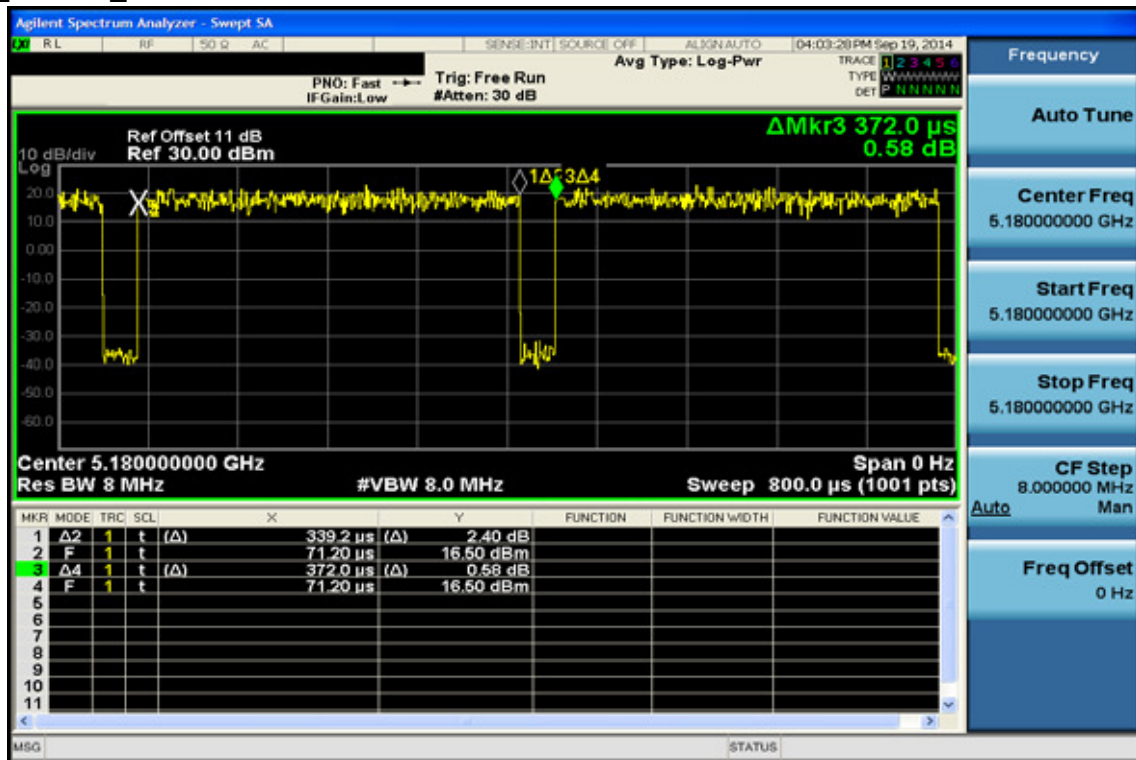 Agilent Spectrum Analyzer - Swept SA
LXI RL RF 50 Ω AC SENSE:INT SOURCE OFF ALIGN AUTO 04:03:28 PM Sep 19, 2014
Avg Type: Log-Pwr TRACE 1 2 3 4 5 6
PNO: Fast Trig: Free Run TYPE WWWWWW
IFGain:Low #Atten: 30 dB DET P N N N N N
ΔMkr3 372.0 µs
0.58 dB
Ref Offset 11 dB
10 dB/div Ref 30.00 dBm
Log
1Δ2 3Δ4
20.0
10.0
0.00
-10.0
-20.0
-30.0
-40.0
-50.0
-60.0
Center 5.180000000 GHz Span 0 Hz
Res BW 8 MHz #VBW 8.0 MHz Sweep 800.0 µs (1001 pts)
MKR MODE TRC SCL X Y FUNCTION FUNCTION WIDTH FUNCTION VALUE
1 Δ2 1 t (Δ) 339.2 µs (Δ) 2.40 dB
2 F 1 t 71.20 µs 16.50 dBm
3 Δ4 1 t (Δ) 372.0 µs (Δ) 0.58 dB
4 F 1 t 71.20 µs 16.50 dBm
5
6
7
8
9
10
11
MSG STATUS
Frequency
Auto Tune
Center Freq
5.180000000 GHz
Start Freq
5.180000000 GHz
Stop Freq
5.180000000 GHz
CF Step
8.000000 MHz
Auto Man
Freq Offset
0 Hz